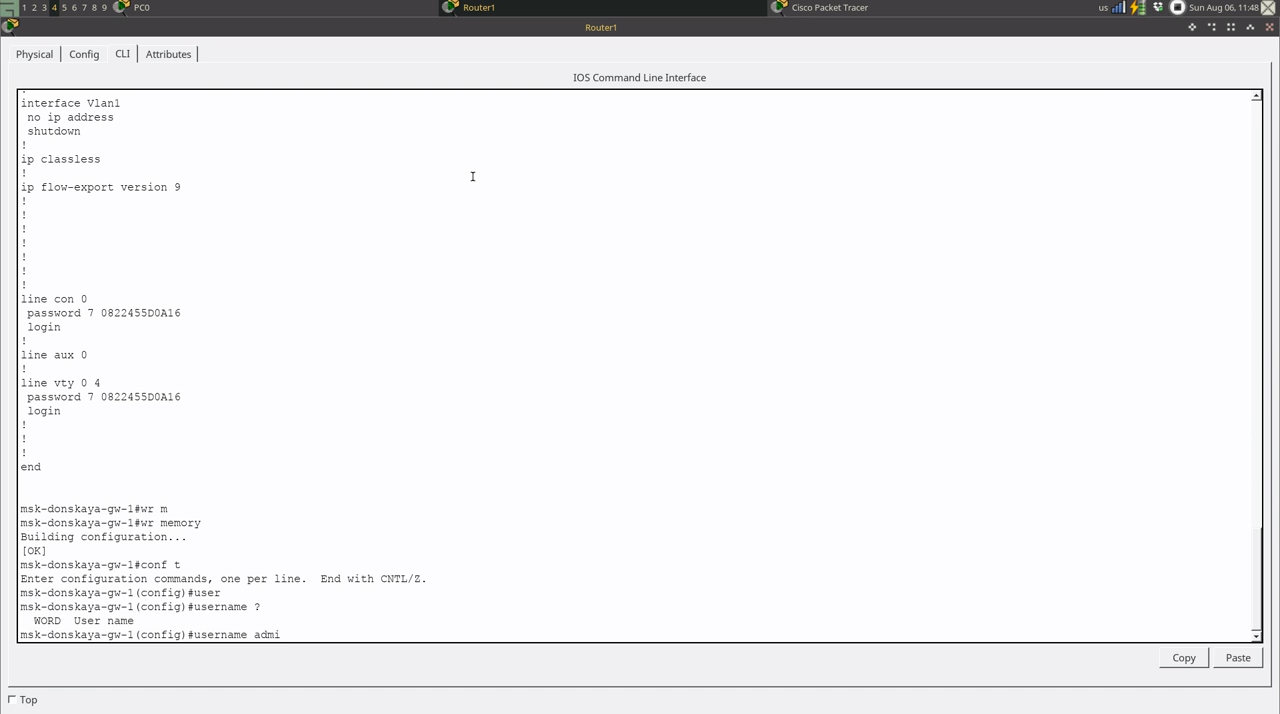 1 2 3 4 5 6 7 8 9 PC0 Router1 Cisco Packet Tracer us Sun Aug 06, 11:48
Router1
Physical Config CLI Attributes
IOS Command Line Interface
!
interface Vlan1
 no ip address
 shutdown
!
ip classless
!
ip flow-export version 9
!
!
!
!
!
!
!
line con 0
 password 7 0822455D0A16
 login
!
line aux 0
!
line vty 0 4
 password 7 0822455D0A16
 login
!
!
!
end
msk-donskaya-gw-1#wr m
msk-donskaya-gw-1#wr memory
Building configuration...
[OK]
msk-donskaya-gw-1#conf t
Enter configuration commands, one per line.  End with CNTL/Z.
msk-donskaya-gw-1(config)#user
msk-donskaya-gw-1(config)#username ?
  WORD  User name
msk-donskaya-gw-1(config)#username admi
Copy Paste
Top